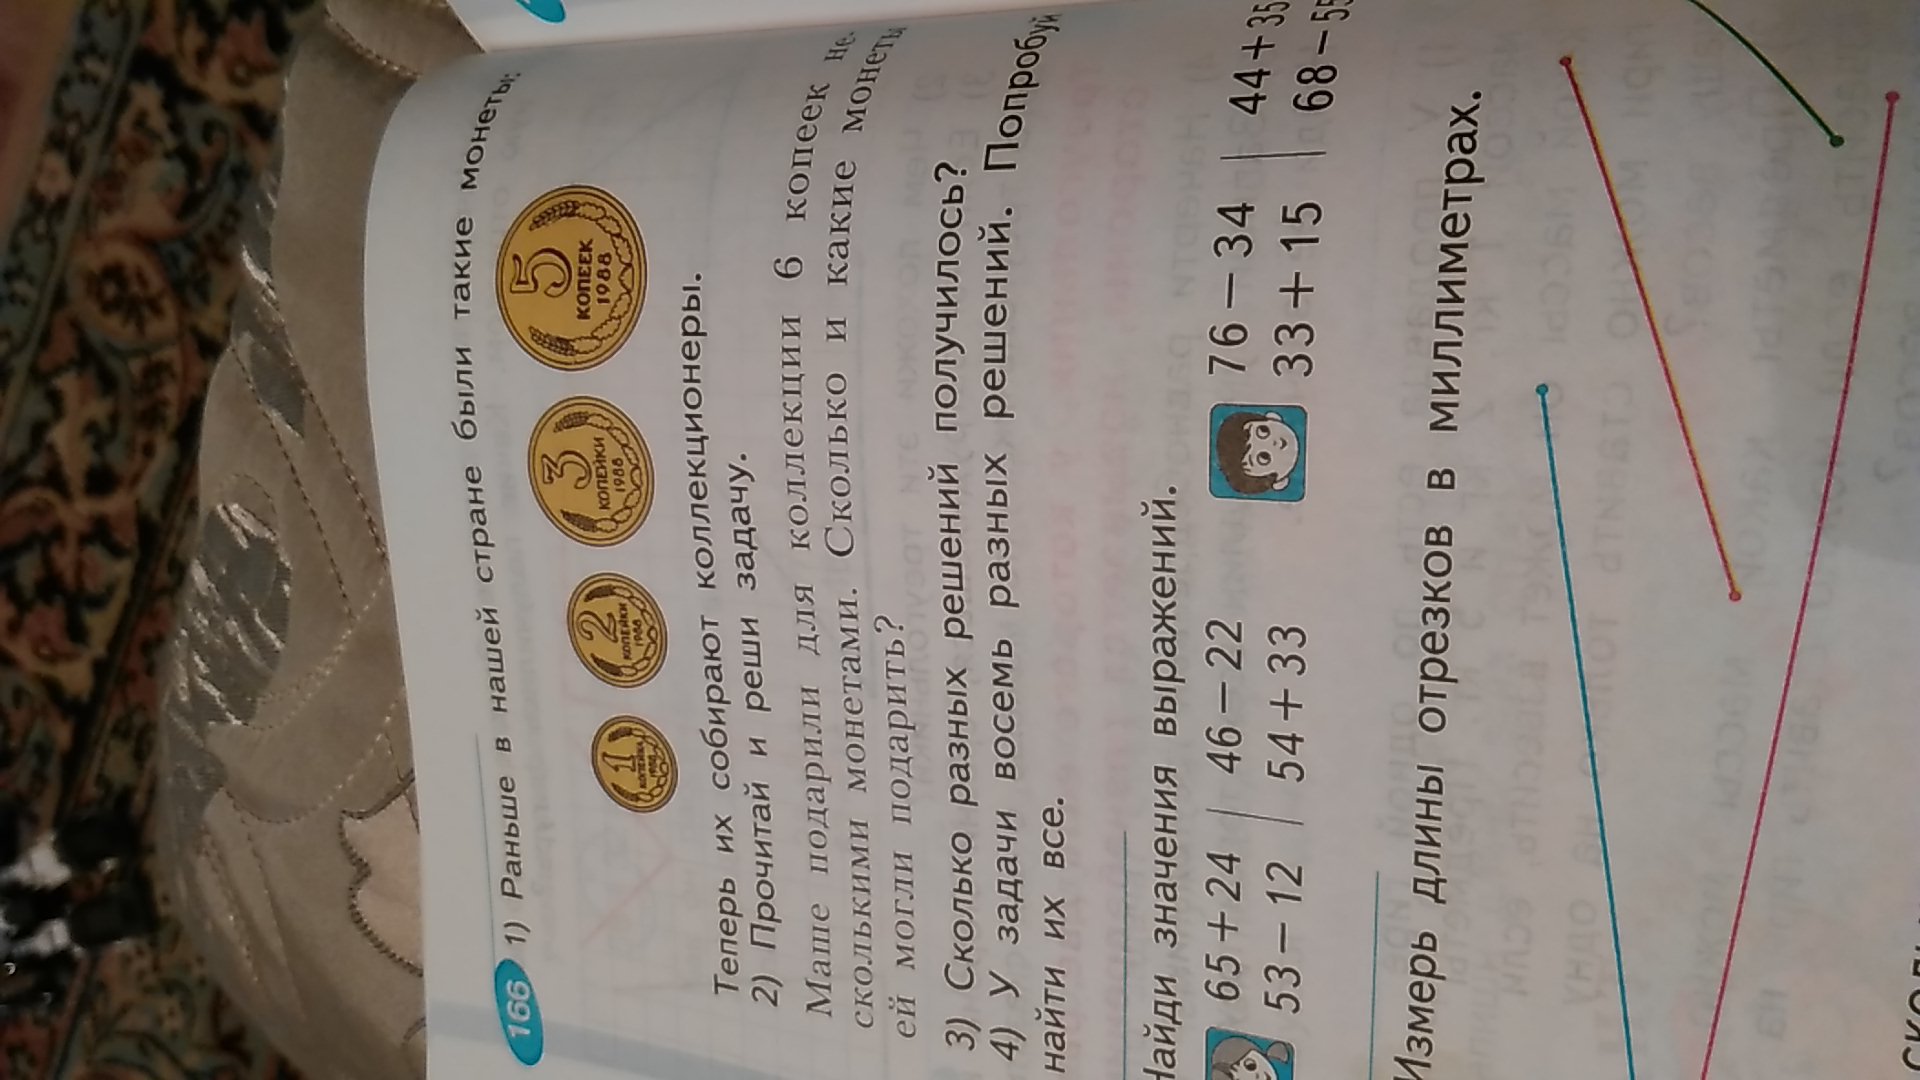 166 1) Раньше в нашей стране были такие монеты:
1 КОПЕЙКА 1988
2 КОПЕЙКИ 1988
3 КОПЕЙКИ 1988
5 КОПЕЕК 1988
Теперь их собирают коллекционеры.
2) Прочитай и реши задачу.
Маше подарили для коллекции 6 копеек не-
сколькими монетами. Сколько и какие монеты
ей могли подарить?
3) Сколько разных решений получилось?
4) У задачи восемь разных решений. Попробуй
найти их все.
Найди значения выражений.
65 + 24 | 46 − 22 76 − 34 | 44 + 35
53 − 12 | 54 + 33 33 + 15 | 68 − 55
Измерь длины отрезков в миллиметрах.